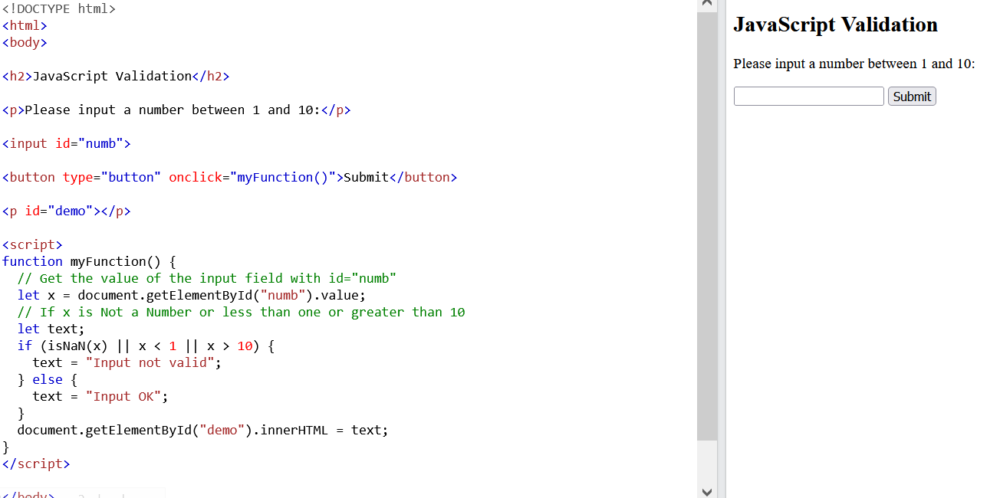 <!DOCTYPE html>
<html>
<body>
<h2>JavaScript Validation</h2>
<p>Please input a number between 1 and 10:</p>
<input id="numb">
<button type="button" onclick="myFunction()">Submit</button>
<p id="demo"></p>
<script>
function myFunction() {
  // Get the value of the input field with id="numb"
  let x = document.getElementById("numb").value;
  // If x is Not a Number or less than one or greater than 10
  let text;
  if (isNaN(x) || x < 1 || x > 10) {
    text = "Input not valid";
  } else {
    text = "Input OK";
  }
  document.getElementById("demo").innerHTML = text;
}
</script>
</body>
JavaScript Validation
Please input a number between 1 and 10:
Submit